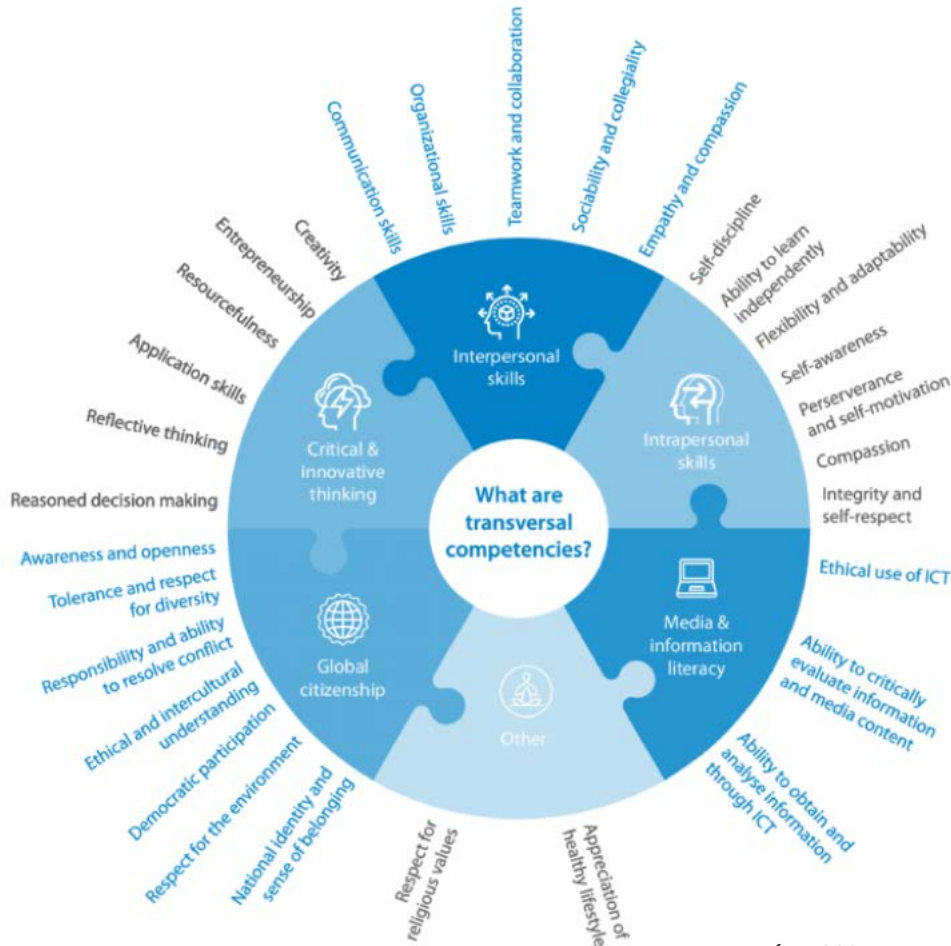 What are
transversal
competencies?
Interpersonal
skills
Communication skills
Organizational skills
Teamwork and collaboration
Sociability and collegiality
Empathy and compassion
Intrapersonal
skills
Self-discipline
Ability to learn
independently
Flexibility and adaptability
Self-awareness
Perserverance
and self-motivation
Compassion
Integrity and
self-respect
Media &
information
literacy
Ethical use of ICT
Ability to critically
evaluate information
and media content
Ability to obtain and
analyse information
through ICT
Other
Appreciation of
healthy lifestyle
Respect for
religious values
Global
citizenship
National identity and
sense of belonging
Respect for the environment
Democratic participation
Ethical and intercultural
understanding
Responsibility and ability
to resolve conflict
Tolerance and respect
for diversity
Awareness and openness
Critical &
innovative
thinking
Reasoned decision making
Reflective thinking
Application skills
Resourcefulness
Entrepreneurship
Creativity